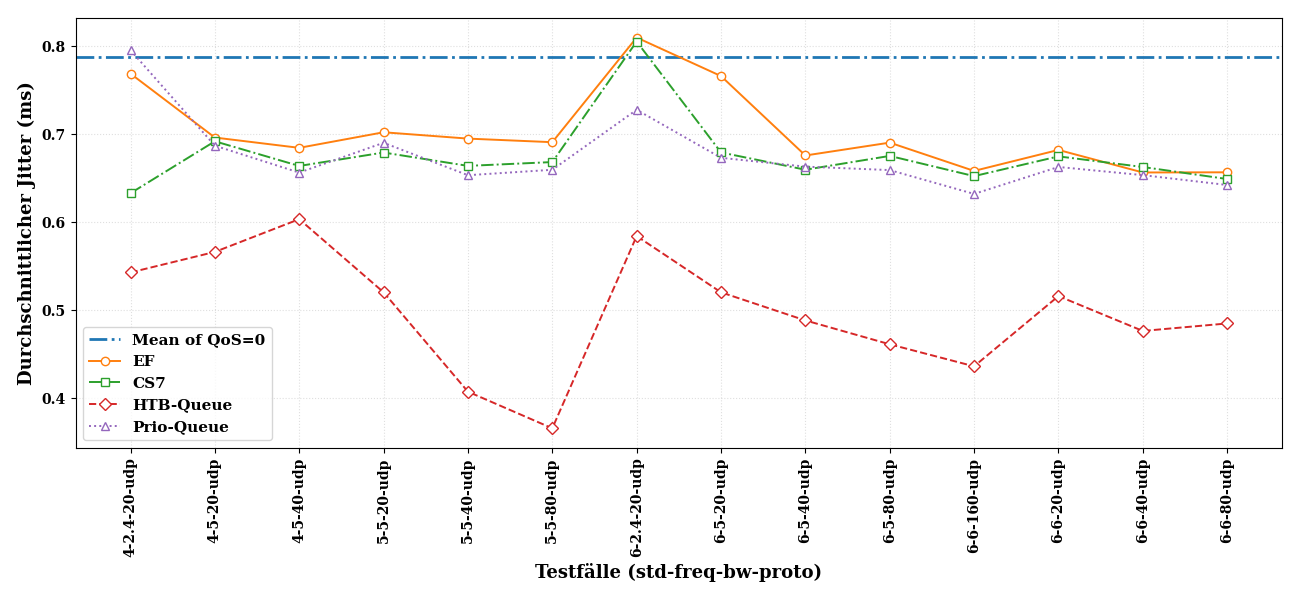 Durchschnittlicher Jitter (ms)
0.8
0.7
0.6
0.5
0.4
Mean of QoS=0
EF
CS7
HTB-Queue
Prio-Queue
4-2.4-20-udp
4-5-20-udp
4-5-40-udp
5-5-20-udp
5-5-40-udp
5-5-80-udp
6-2.4-20-udp
6-5-20-udp
6-5-40-udp
6-5-80-udp
6-6-160-udp
6-6-20-udp
6-6-40-udp
6-6-80-udp
Testfälle (std-freq-bw-proto)